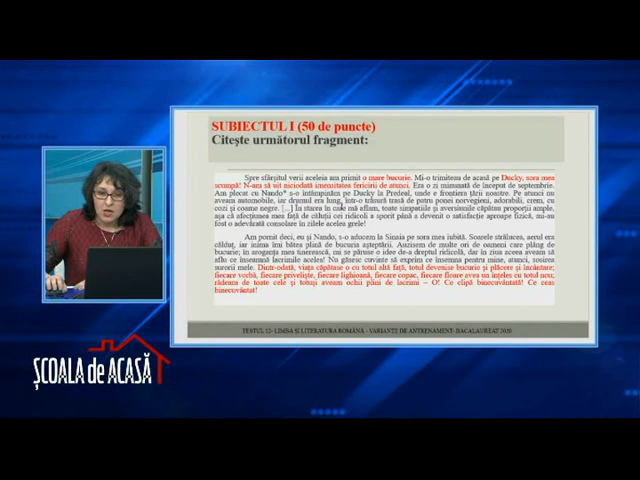 SUBIECTUL I (50 de puncte)
Citește următorul fragment:
Spre sfârșitul verii aceleia am primit o mare bucurie. Mi-o trimiteau de acasă pe Ducky, sora mea
scumpă! N-am să uit niciodată imensitatea fericirii de atunci. Era o zi minunată de început de septembrie.
Am plecat cu Nando* s-o întâmpinăm pe Ducky la Predeal, unde e frontiera țării noastre. Pe atunci nu
aveam automobile, iar drumul era lung, într-o trăsură trasă de patru ponei norvegieni, adorabili, crem, cu
cozi și coame negre. [...] În starea în care mă aflam, toate simpatiile și aversiunile căpătau proporții ample,
așa că afecțiunea mea față de căluții cei ridicoli a sporit până a devenit o satisfacție aproape fizică, mi-au
fost o adevărată consolare în zilele acelea grele!
Am pornit deci, eu și Nando, s-o aducem la Sinaia pe sora mea iubită. Soarele strălucea, aerul era
călduț, iar inima îmi bătea plină de bucuria așteptării. Auzisem de multe ori de oameni care plâng de
bucurie; în aroganța mea tinerească, mi se păruse o idee de-a dreptul ridicolă, dar în ziua aceea aveam să
aflu ce înseamnă lacrimile acelea! Nu găsesc cuvinte să exprim ce însemna pentru mine, atunci, sosirea
surorii mele. Dintr-odată, viața căpătase o cu totul altă față, totul devenise bucurie și plăcere și încântare;
fiecare vorbă, fiecare priveliște, fiecare lighioană, fiecare copac, fiecare floare avea un înțeles cu totul nou;
râdeam de toate cele și totuși aveam ochii plini de lacrimi – O! Ce clipă binecuvântată! Ce ceas
binecuvântat!
TESTUL 12- LIMBA ȘI LITERATURA ROMÂNĂ - VARIANTE DE ANTRENAMENT- BACALAUREAT 2020
ȘCOALA de ACASĂ